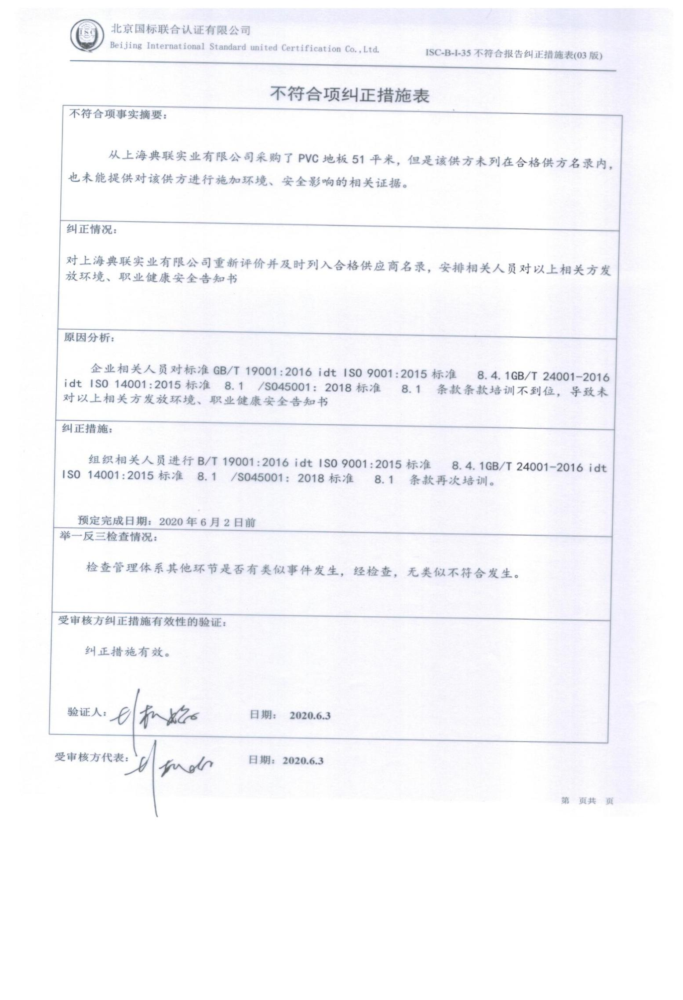 ISC
北京国标联合认证有限公司
Beijing International Standard united Certification Co.,Ltd.
ISC-B-I-35 不符合报告纠正措施表(03 版)
不符合项纠正措施表
不符合项事实摘要：
从上海典联实业有限公司采购了 PVC 地板 51 平米，但是该供方未列在合格供方名录内，
也未能提供对该供方进行施加环境、安全影响的相关证据。
纠正情况：
对上海典联实业有限公司重新评价并及时列入合格供应商名录，安排相关人员对以上相关方发
放环境、职业健康安全告知书
原因分析：
企业相关人员对标准 GB/T 19001:2016 idt ISO 9001:2015 标准 8.4.1GB/T 24001-2016
idt ISO 14001:2015 标准 8.1 /SO45001：2018 标准 8.1 条款条款培训不到位，导致未
对以上相关方发放环境、职业健康安全告知书
纠正措施：
组织相关人员进行 B/T 19001:2016 idt ISO 9001:2015 标准 8.4.1GB/T 24001-2016 idt
ISO 14001:2015 标准 8.1 /SO45001：2018 标准 8.1 条款再次培训。
预定完成日期：2020 年 6 月 2 日前
举一反三检查情况：
检查管理体系其他环节是否有类似事件发生，经检查，无类似不符合发生。
受审核方纠正措施有效性的验证：
纠正措施有效。
验证人： 日期： 2020.6.3
受审核方代表： 日期：2020.6.3
第 页共 页